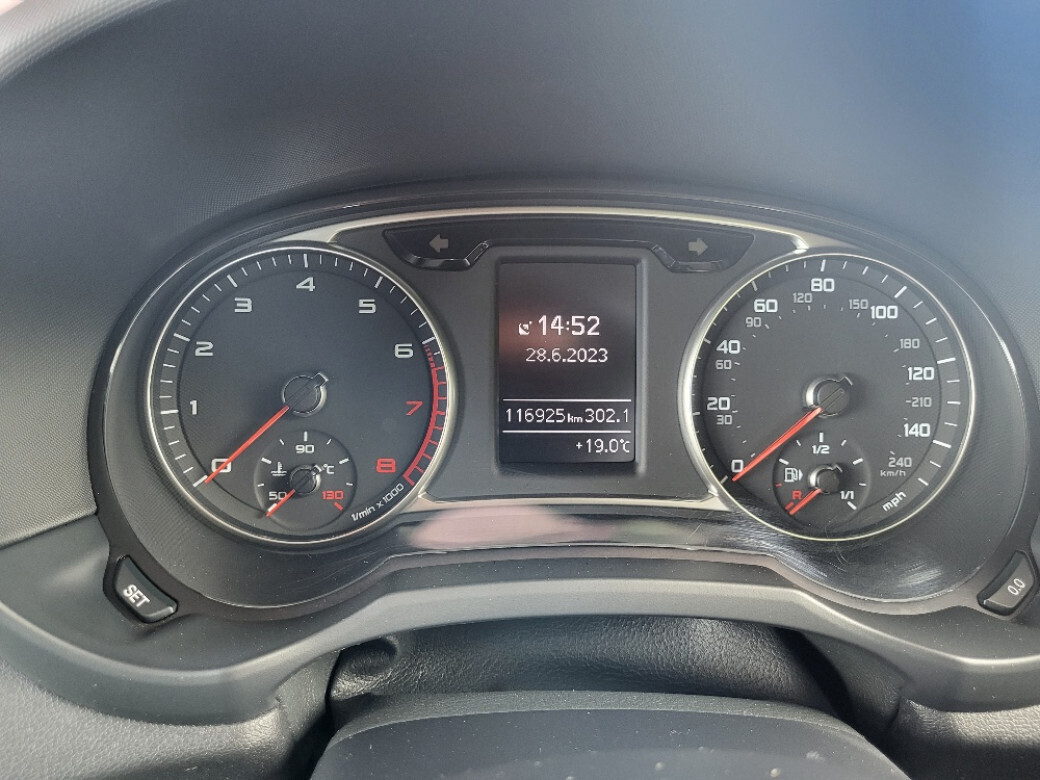 14:52
28.6.2023
116925 km 302.1
+19.0°C
0 1 2 3 4 5 6 7 8
1/min x 1000
50 90 130
°C
0 20 40 60 80 100 120 140
mph
30 60 90 120 150 180 210 240
km/h
R 1/2 1/1
SET
0.0